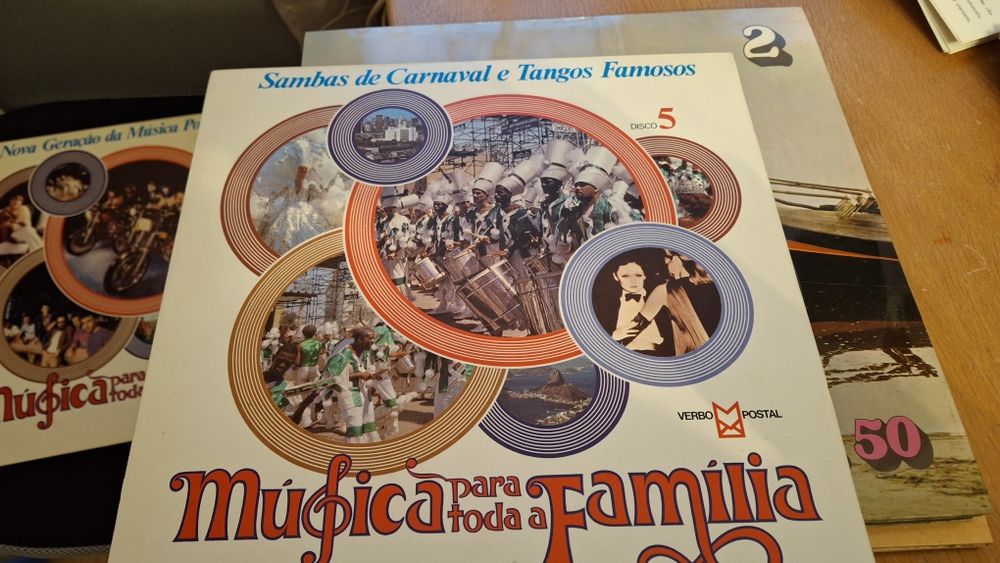 Sambas de Carnaval e Tangos Famosos
DISCO 5
VERBO POSTAL
Música para toda a Família
Nova Geração da Música
Música para
toda
2
50